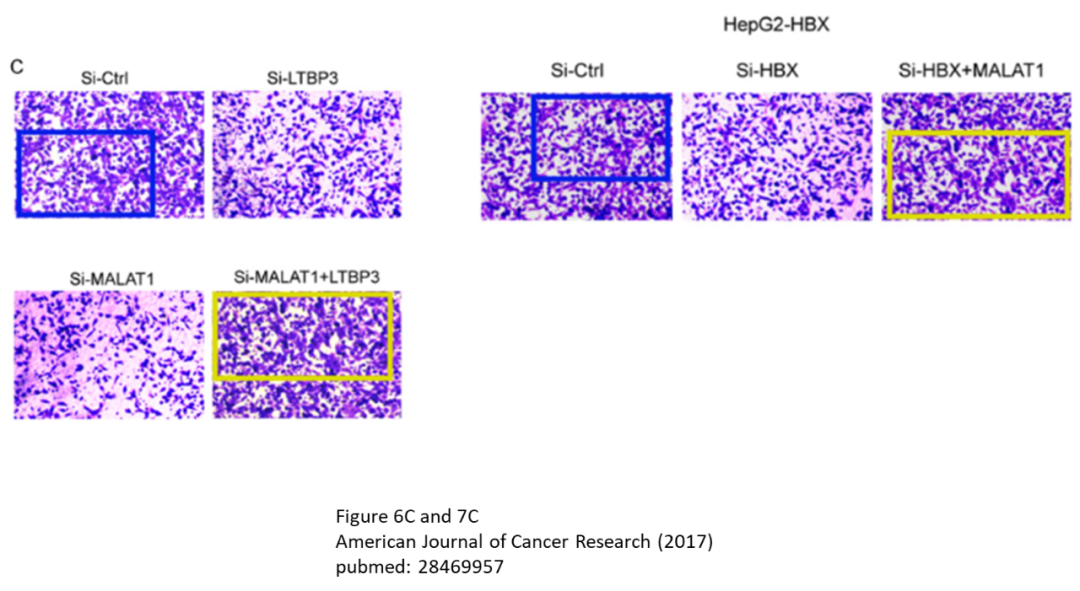 HepG2-HBX
C
Si-Ctrl Si-LTBP3
Si-Ctrl Si-HBX Si-HBX+MALAT1
Si-MALAT1 Si-MALAT1+LTBP3
Figure 6C and 7C
American Journal of Cancer Research (2017)
pubmed: 28469957